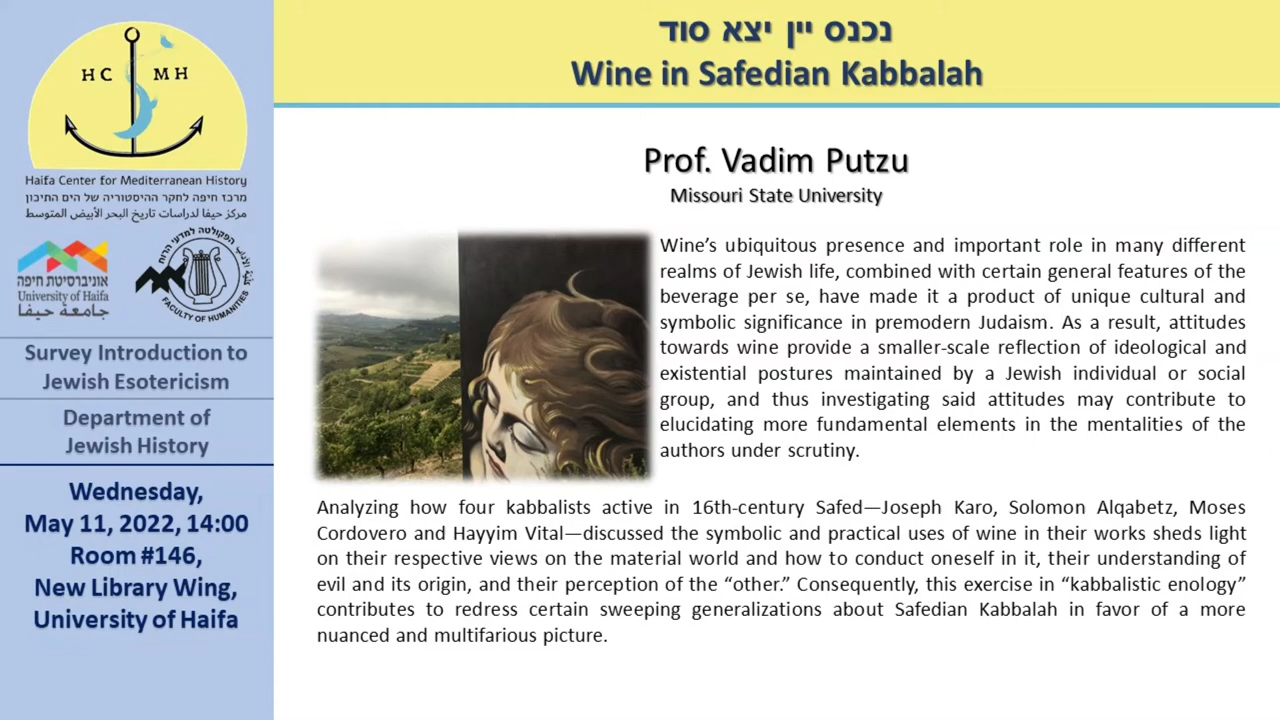 HC MH
Haifa Center for Mediterranean History
מרכז חיפה לחקר ההיסטוריה של הים התיכון
مركز حيفا لدراسات تاريخ البحر الأبيض المتوسط
אוניברסיטת חיפה
University of Haifa
جامعة حيفا
הפקולטה למדעי הרוח
FACULTY OF HUMANITIES
Survey Introduction to
Jewish Esotericism
Department of
Jewish History
Wednesday,
May 11, 2022, 14:00
Room #146,
New Library Wing,
University of Haifa
נכנס יין יצא סוד
Wine in Safedian Kabbalah
Prof. Vadim Putzu
Missouri State University
Wine’s ubiquitous presence and important role in many different
realms of Jewish life, combined with certain general features of the
beverage per se, have made it a product of unique cultural and
symbolic significance in premodern Judaism. As a result, attitudes
towards wine provide a smaller-scale reflection of ideological and
existential postures maintained by a Jewish individual or social
group, and thus investigating said attitudes may contribute to
elucidating more fundamental elements in the mentalities of the
authors under scrutiny.
Analyzing how four kabbalists active in 16th-century Safed—Joseph Karo, Solomon Alqabetz, Moses
Cordovero and Hayyim Vital—discussed the symbolic and practical uses of wine in their works sheds light
on their respective views on the material world and how to conduct oneself in it, their understanding of
evil and its origin, and their perception of the “other.” Consequently, this exercise in “kabbalistic enology”
contributes to redress certain sweeping generalizations about Safedian Kabbalah in favor of a more
nuanced and multifarious picture.